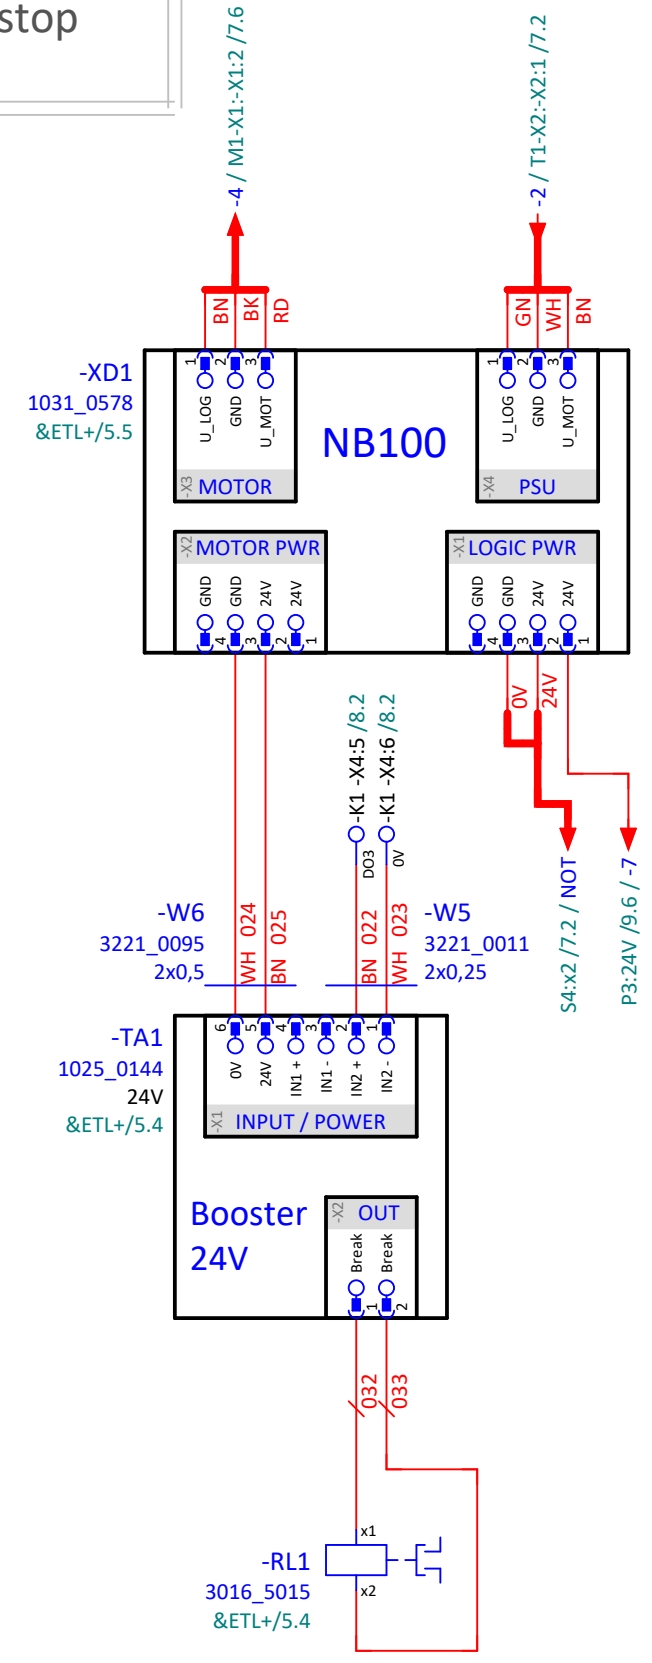 stop
-4 / M1-X1:-X1:2 /7.6
-2 / T1-X2:-X2:1 /7.2
BN
BK
RD
GN
WH
BN
-XD1
1031_0578
&ETL+/5.5
1
2
3
U_LOG
GND
U_MOT
-X3
MOTOR
NB100
1
2
3
U_LOG
GND
U_MOT
-X4
PSU
-X2
MOTOR PWR
GND
GND
24V
24V
4
3
2
1
-X1
LOGIC PWR
GND
GND
24V
24V
4
3
2
1
0V
24V
-K1 -X4:5 /8.2
-K1 -X4:6 /8.2
DO3
0V
S4:x2 /7.2 / NOT
P3:24V /9.6 / -7
-W6
3221_0095
2x0,5
WH 024
BN 025
BN 022
WH 023
-W5
3221_0011
2x0,25
-TA1
1025_0144
24V
&ETL+/5.4
6
5
4
3
2
1
0V
24V
IN1 +
IN1 -
IN2 +
IN2 -
-X1
INPUT / POWER
Booster
24V
-X2
OUT
Break
Break
1
2
032
033
-RL1
3016_5015
&ETL+/5.4
x1
x2